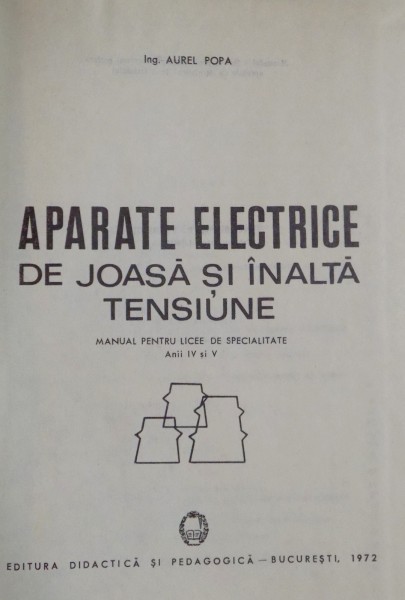 Ing. AUREL POPA
APARATE ELECTRICE
DE JOASĂ ȘI ÎNALTĂ
TENSIUNE
MANUAL PENTRU LICEE DE SPECIALITATE
Anii IV și V
EDITURA DIDACTICĂ ȘI PEDAGOGICĂ — BUCUREȘTI, 1972